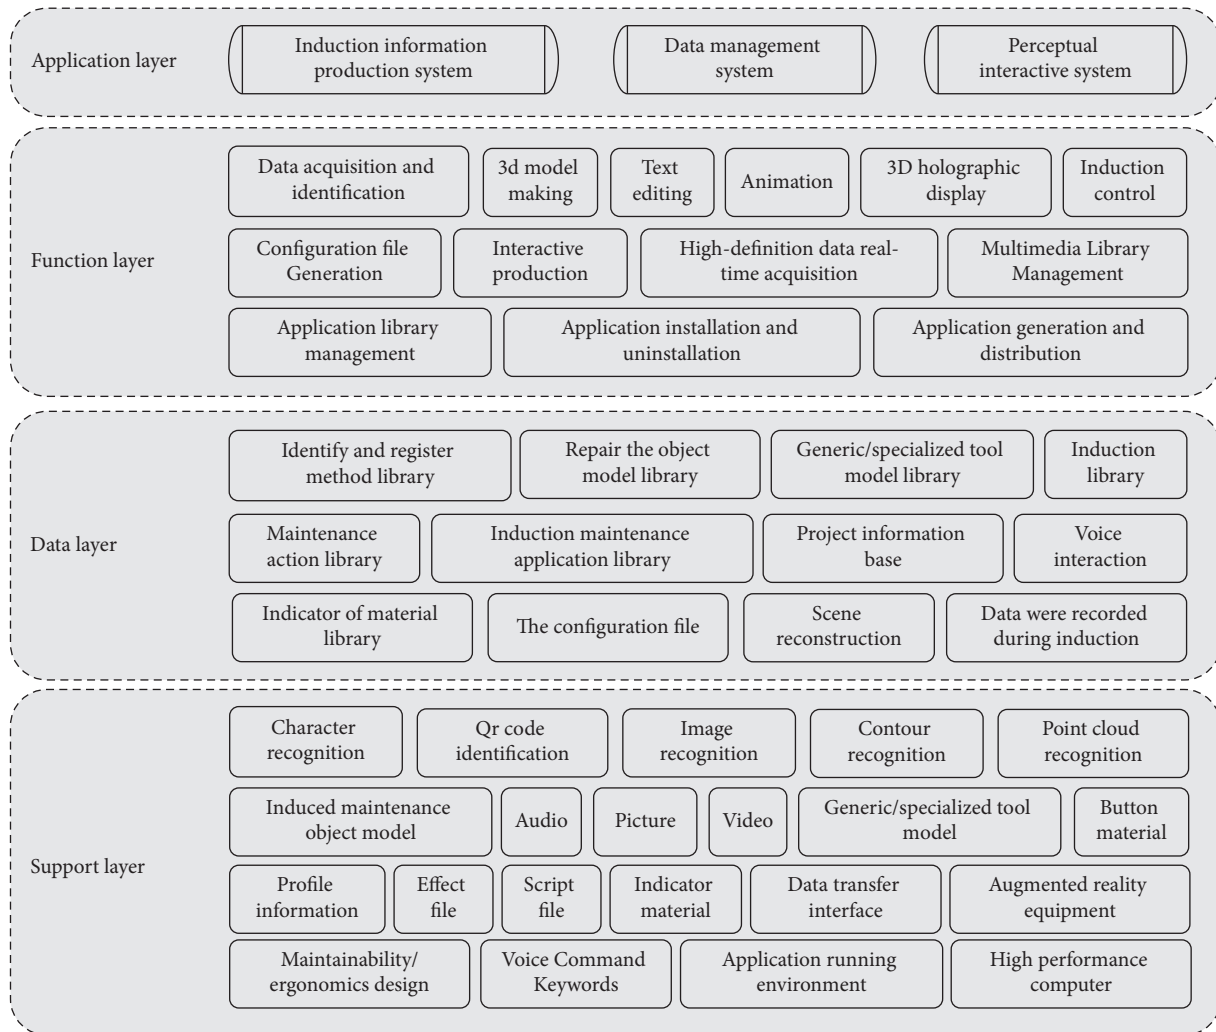 Application layer
Induction information
production system
Data management
system
Perceptual
interactive system
Function layer
Data acquisition and
identification
3d model
making
Text
editing
Animation
3D holographic
display
Induction
control
Configuration file
Generation
Interactive
production
High-definition data real-
time acquisition
Multimedia Library
Management
Application library
management
Application installation and
uninstallation
Application generation and
distribution
Data layer
Identify and register
method library
Repair the object
model library
Generic/specialized tool
model library
Induction
library
Maintenance
action library
Induction maintenance
application library
Project information
base
Voice
interaction
Indicator of material
library
The configuration file
Scene
reconstruction
Data were recorded
during induction
Support layer
Character
recognition
Qr code
identification
Image
recognition
Contour
recognition
Point cloud
recognition
Induced maintenance
object model
Audio
Picture
Video
Generic/specialized tool
model
Button
material
Profile
information
Effect
file
Script
file
Indicator
material
Data transfer
interface
Augmented reality
equipment
Maintainability/
ergonomics design
Voice Command
Keywords
Application running
environment
High performance
computer